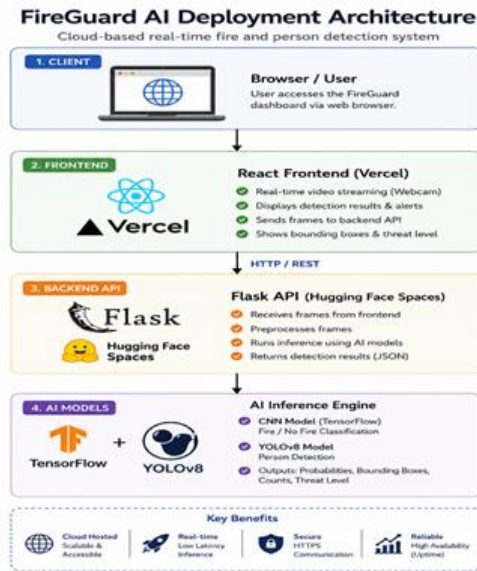 FireGuard AI Deployment Architecture
Cloud-based real-time fire and person detection system
1. CLIENT
Browser / User
User accesses the FireGuard
dashboard via web browser.
2. FRONTEND
React Frontend (Vercel)
Real-time video streaming (Webcam)
Displays detection results & alerts
Sends frames to backend API
Shows bounding boxes & threat level
Vercel
HTTP / REST
3. BACKEND API
Flask API (Hugging Face Spaces)
Receives frames from frontend
Preprocesses frames
Runs inference using AI models
Returns detection results (JSON)
Flask
Hugging Face
Spaces
4. AI MODELS
AI Inference Engine
CNN Model (TensorFlow)
Fire / No Fire Classification
YOLOv8 Model
Person Detection
Outputs: Probabilities, Bounding Boxes,
Counts, Threat Level
TensorFlow
+
YOLOv8
Key Benefits
Cloud Hosted
Scalable &
Accessible
Real-time
Low Latency
Inference
Secure
HTTPS
Communication
Reliable
High Availability
(Uptime)